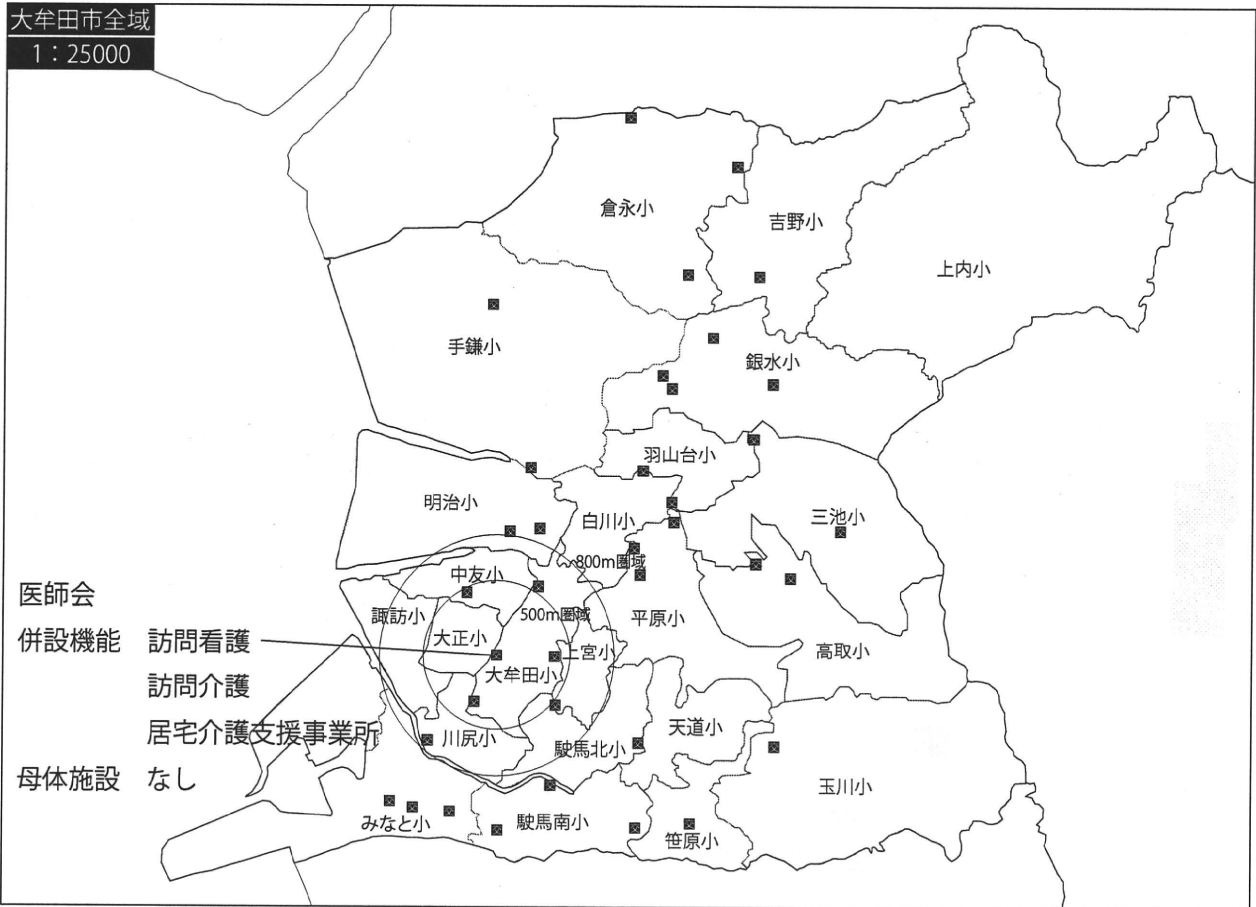 大牟田市全域
1：25000
倉永小
吉野小
上内小
手鎌小
銀水小
羽山台小
明治小
白川小
三池小
800m圏域
中友小
500m圏域
諏訪小
大正小
平原小
上宮小
高取小
大牟田小
天道小
川尻小
駛馬北小
玉川小
みなと小
駛馬南小
笹原小
医師会
併設機能 訪問看護
訪問介護
居宅介護支援事業所
母体施設 なし